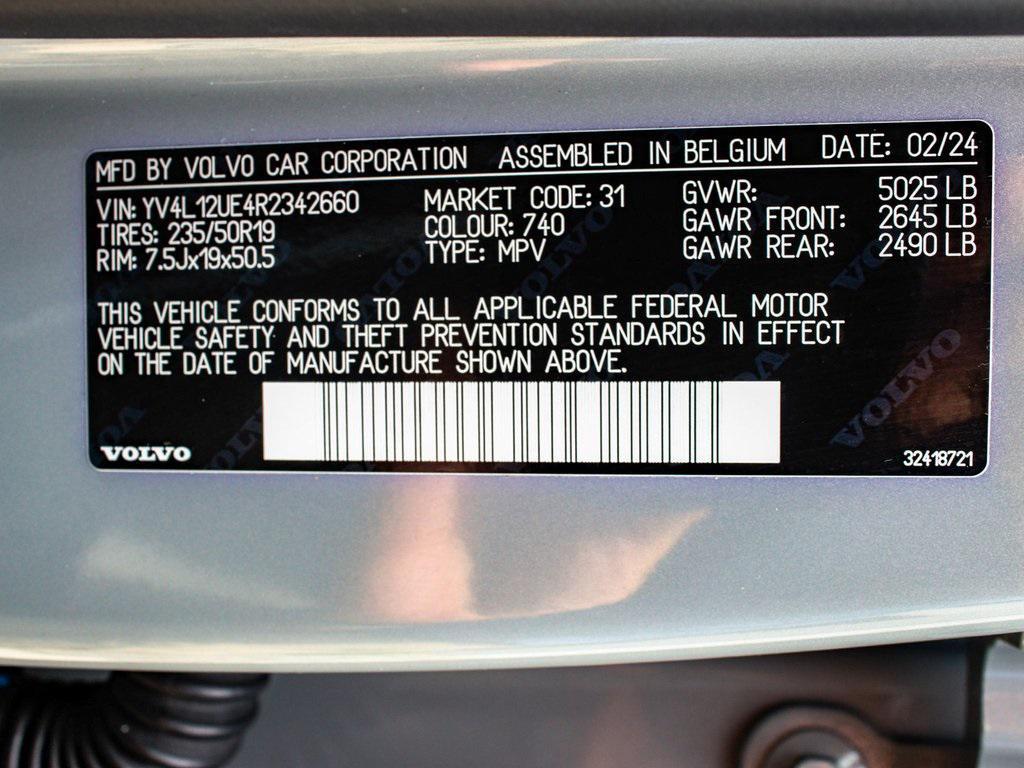 MFD BY VOLVO CAR CORPORATION ASSEMBLED IN BELGIUM DATE: 02/24
VIN: YV4L12UE4R2342660 MARKET CODE: 31 GVWR: 5025 LB
TIRES: 235/50R19 COLOUR: 740 GAWR FRONT: 2645 LB
RIM: 7.5Jx19x50.5 TYPE: MPV GAWR REAR: 2490 LB
THIS VEHICLE CONFORMS TO ALL APPLICABLE FEDERAL MOTOR
VEHICLE SAFETY AND THEFT PREVENTION STANDARDS IN EFFECT
ON THE DATE OF MANUFACTURE SHOWN ABOVE.
VOLVO 32418721
VOLVO